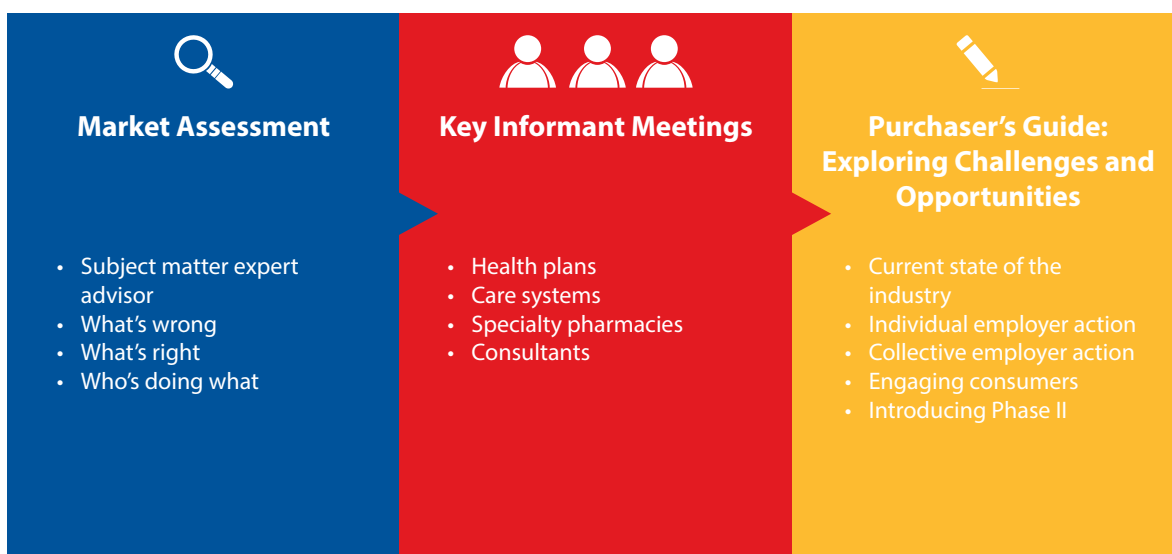 Market Assessment
• Subject matter expert
advisor
• What's wrong
• What's right
• Who's doing what
Key Informant Meetings
• Health plans
• Care systems
• Specialty pharmacies
• Consultants
Purchaser's Guide:
Exploring Challenges and
Opportunities
• Current state of the
industry
• Individual employer action
• Collective employer action
• Engaging consumers
• Introducing Phase II